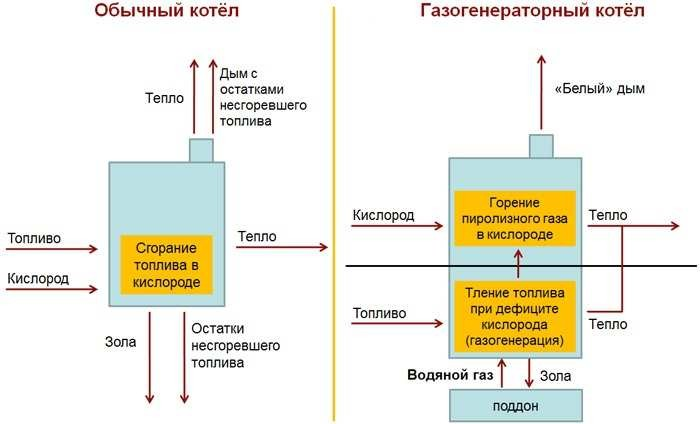 Обычный котёл
Тепло
Дым с
остатками
несгоревшего
топлива
Топливо
Кислород
Сгорание
топлива в
кислороде
Тепло
Зола
Остатки
несгоревшего
топлива
Газогенераторный котёл
«Белый» дым
Кислород
Горение
пиролизного газа
в кислороде
Тепло
Топливо
Тление топлива
при дефиците
кислорода
(газогенерация)
Тепло
Водяной газ
Зола
поддон